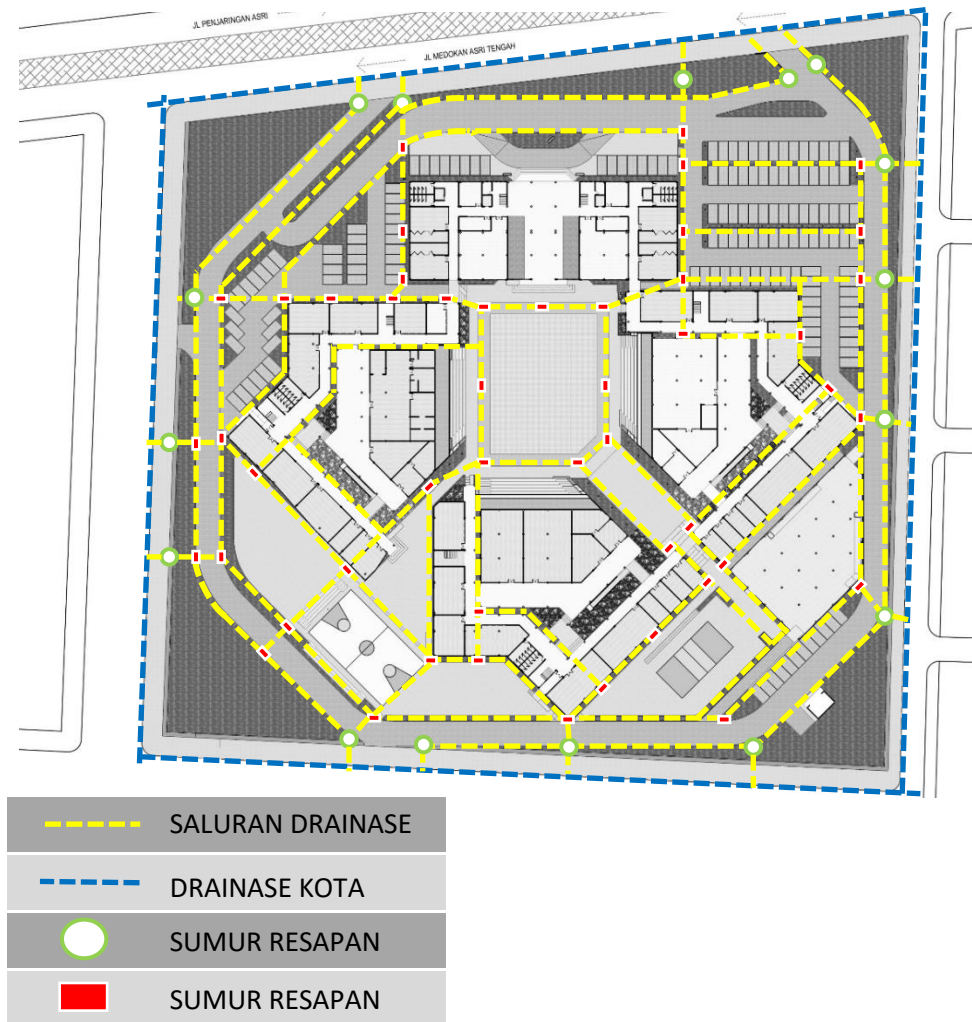 JL PENJARINGAN ASRI
JL MEDOKAN ASRI TENGAH
SALURAN DRAINASE
DRAINASE KOTA
SUMUR RESAPAN
SUMUR RESAPAN